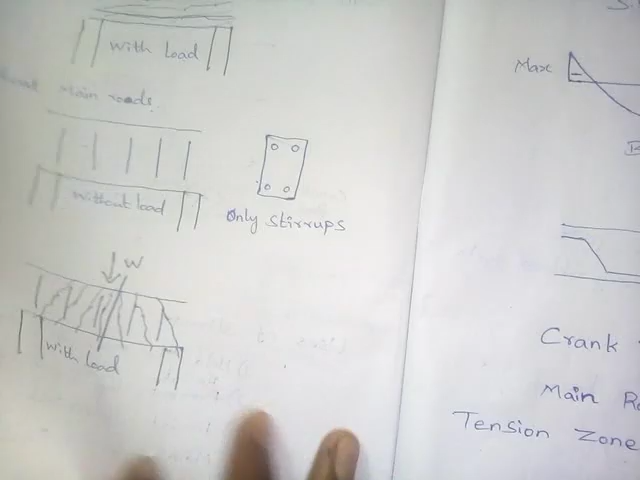 With Load
Main roads
Without load
Only stirrups
W
With Load
Max
Crank
Main
Tension Zone